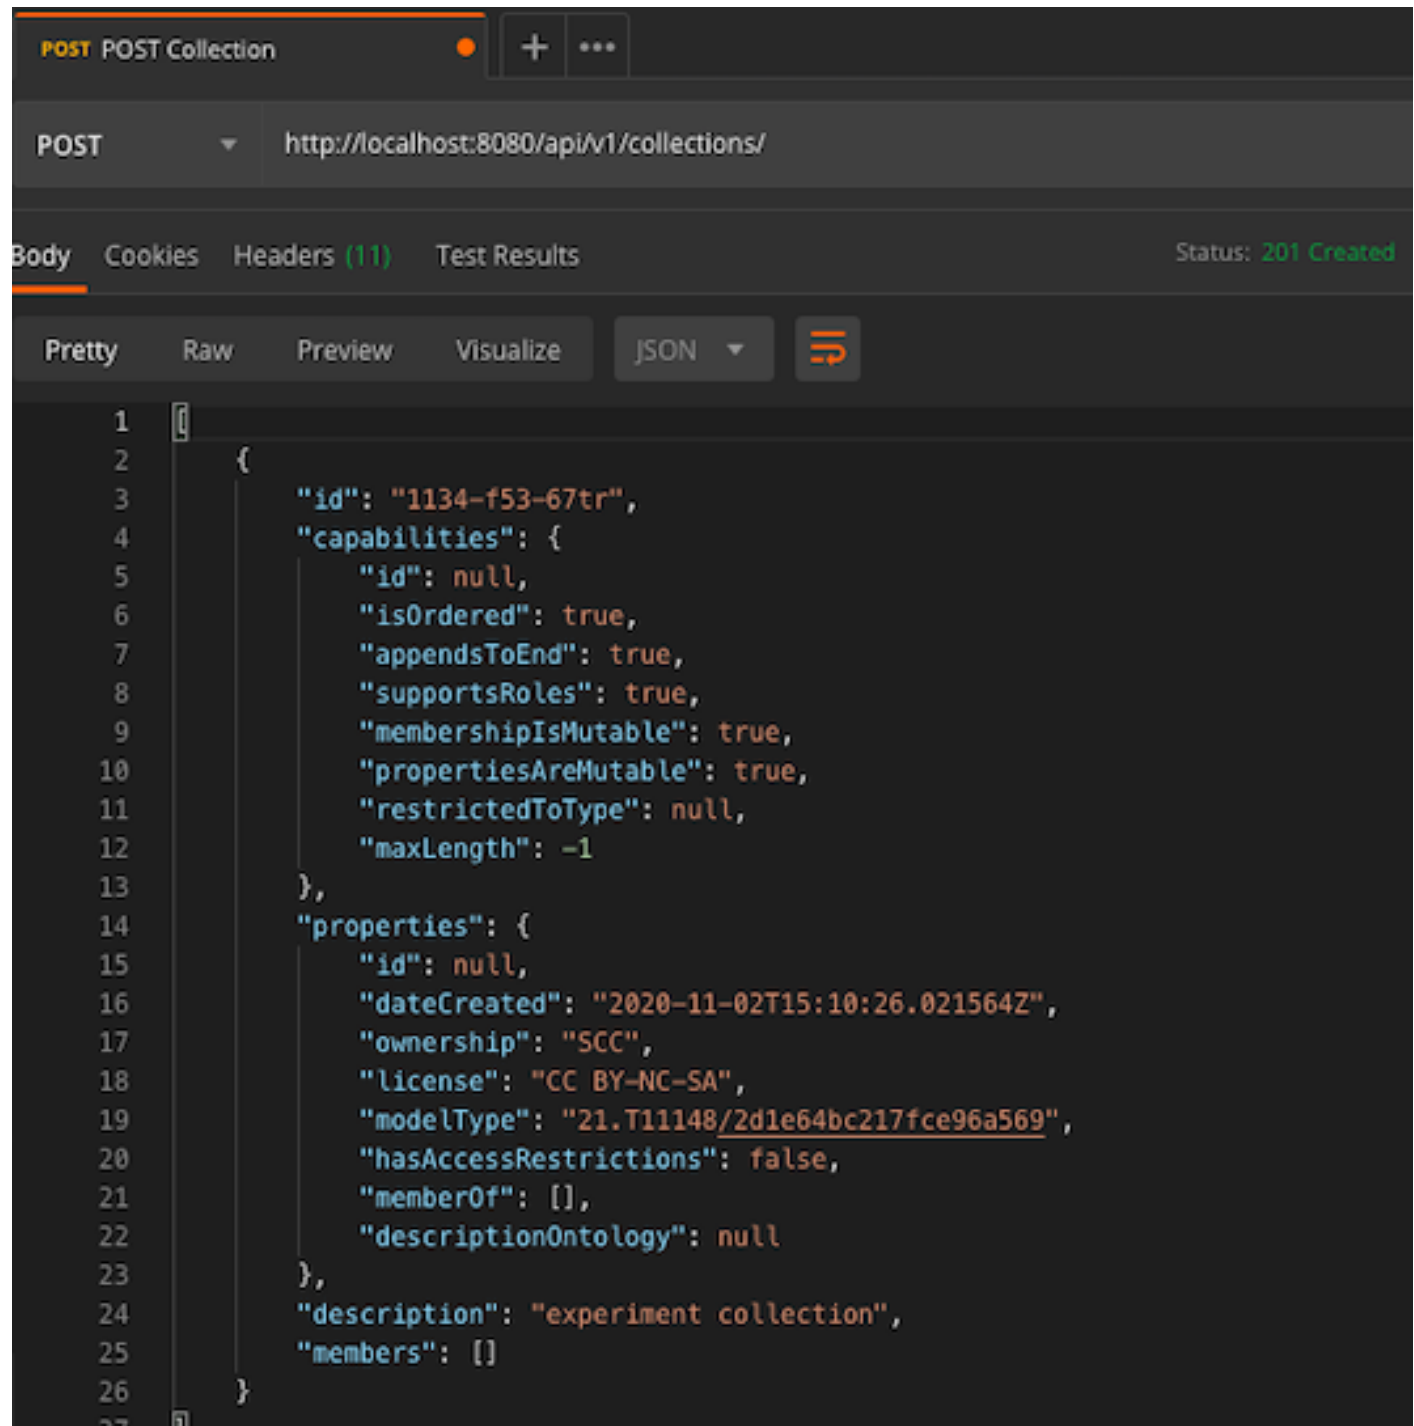 POST POST Collection
POST http://localhost:8080/api/v1/collections/
Body Cookies Headers (11) Test Results Status: 201 Created
Pretty Raw Preview Visualize JSON
1 [
2 {
3 "id": "1134-f53-67tr",
4 "capabilities": {
5 "id": null,
6 "isOrdered": true,
7 "appendsToEnd": true,
8 "supportsRoles": true,
9 "membershipIsMutable": true,
10 "propertiesAreMutable": true,
11 "restrictedToType": null,
12 "maxLength": -1
13 },
14 "properties": {
15 "id": null,
16 "dateCreated": "2020-11-02T15:10:26.021564Z",
17 "ownership": "SCC",
18 "license": "CC BY-NC-SA",
19 "modelType": "21.T11148/2d1e64bc217fce96a569",
20 "hasAccessRestrictions": false,
21 "memberOf": [],
22 "descriptionOntology": null
23 },
24 "description": "experiment collection",
25 "members": []
26 }
27 ]